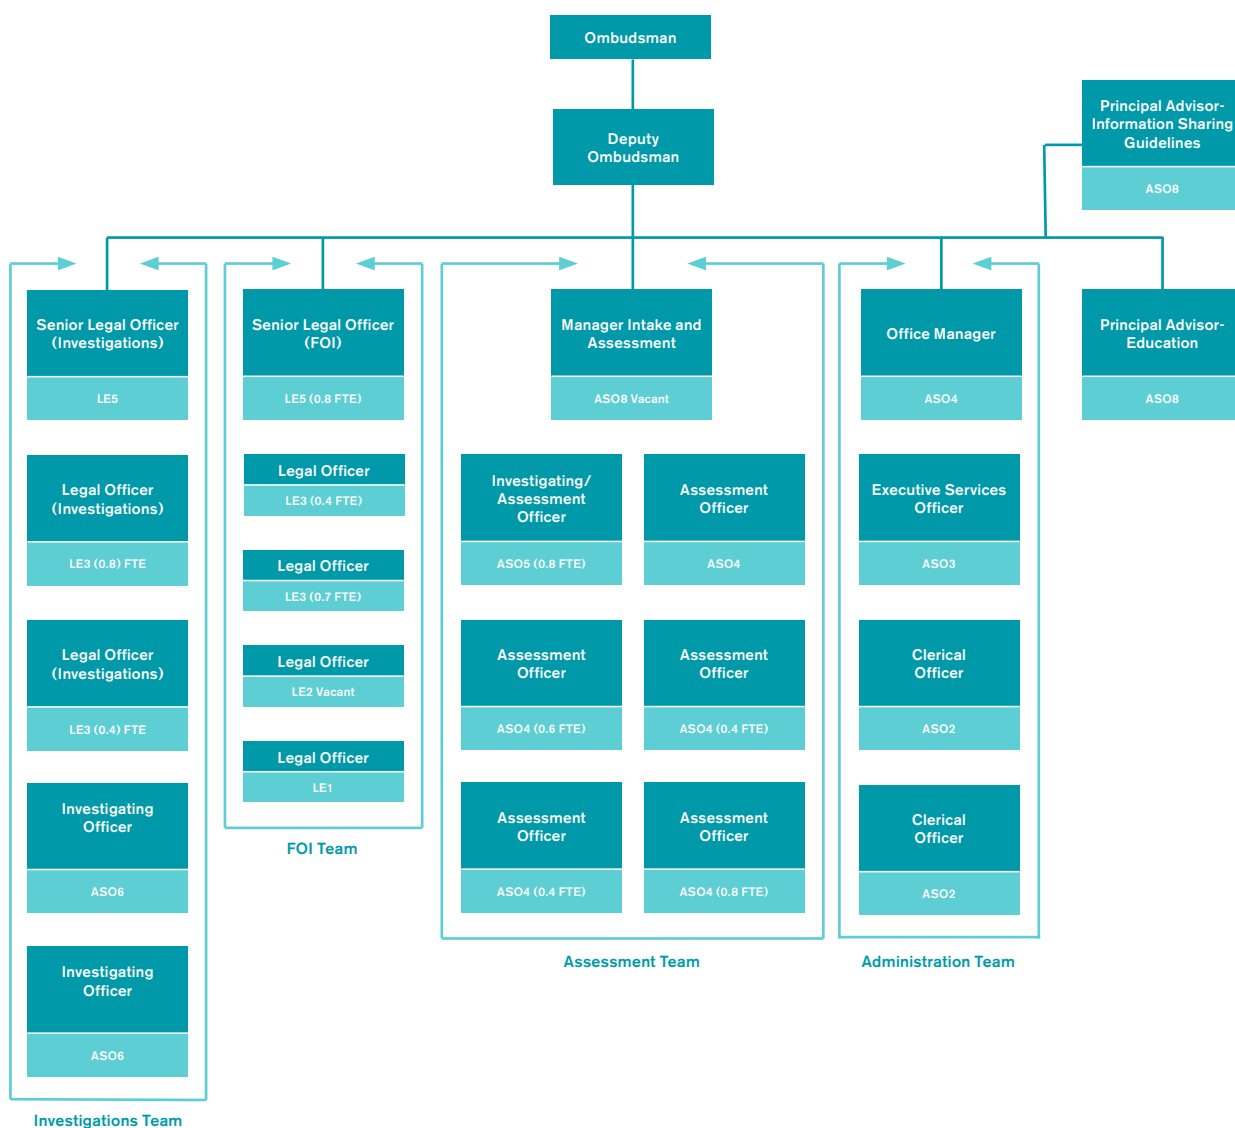 Ombudsman
Deputy
Ombudsman
Principal Advisor-
Information Sharing
Guidelines
ASO8
Senior Legal Officer
(Investigations)
LE5
Legal Officer
(Investigations)
LE3 (0.8) FTE
Legal Officer
(Investigations)
LE3 (0.4) FTE
Investigating
Officer
ASO6
Investigating
Officer
ASO6
Investigations Team
Senior Legal Officer
(FOI)
LE5 (0.8 FTE)
Legal Officer
LE3 (0.4 FTE)
Legal Officer
LE3 (0.7 FTE)
Legal Officer
LE2 Vacant
Legal Officer
LE1
FOI Team
Manager Intake and
Assessment
ASO8 Vacant
Investigating/
Assessment
Officer
ASO5 (0.8 FTE)
Assessment
Officer
ASO4
Assessment
Officer
ASO4 (0.6 FTE)
Assessment
Officer
ASO4 (0.4 FTE)
Assessment
Officer
ASO4 (0.4 FTE)
Assessment
Officer
ASO4 (0.8 FTE)
Assessment Team
Office Manager
ASO4
Executive Services
Officer
ASO3
Clerical
Officer
ASO2
Clerical
Officer
ASO2
Administration Team
Principal Advisor-
Education
ASO8